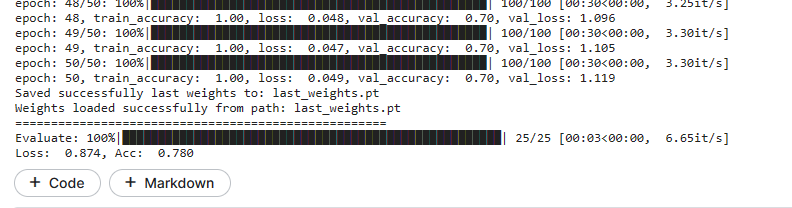 epoch: 48/50: 100%| | 100/100 [00:30<00:00, 3.25it/s]
epoch: 48, train_accuracy: 1.00, loss: 0.048, val_accuracy: 0.70, val_loss: 1.096
epoch: 49/50: 100%| | 100/100 [00:30<00:00, 3.30it/s]
epoch: 49, train_accuracy: 1.00, loss: 0.047, val_accuracy: 0.70, val_loss: 1.105
epoch: 50/50: 100%| | 100/100 [00:30<00:00, 3.30it/s]
epoch: 50, train_accuracy: 1.00, loss: 0.049, val_accuracy: 0.70, val_loss: 1.119
Saved successfully last weights to: last_weights.pt
Weights loaded successfully from path: last_weights.pt
==================================================
Evaluate: 100%| | 25/25 [00:03<00:00, 6.65it/s]
Loss: 0.874, Acc: 0.780
+ Code + Markdown